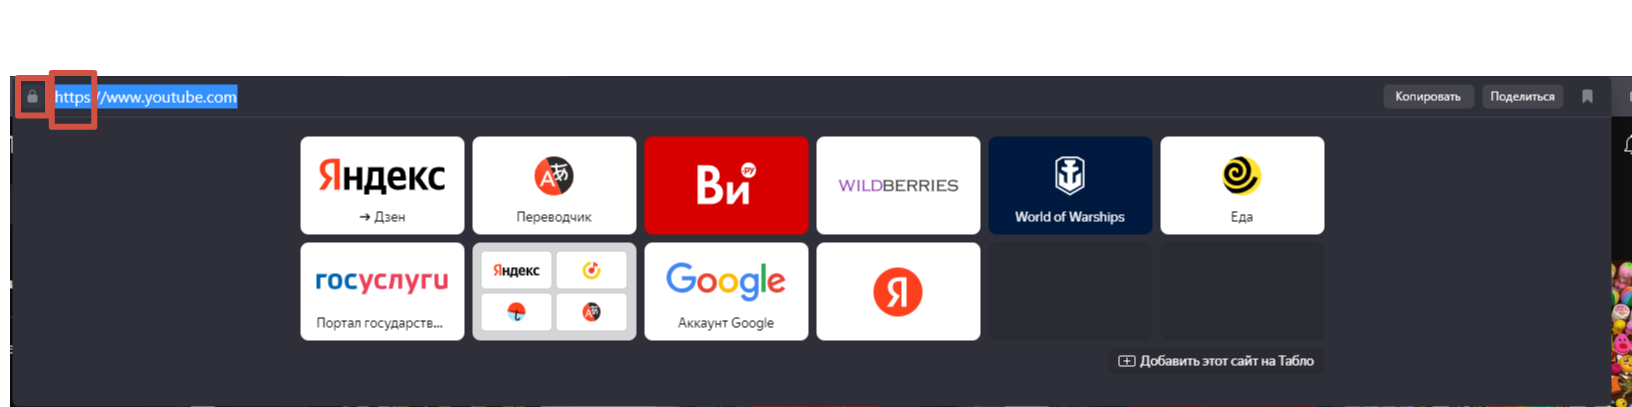 https://www.youtube.com
Копировать
Поделиться
Яндекс
➔ Дзен
Переводчик
Ви
.РУ
WILDBERRIES
World of Warships
Еда
госуслуги
Портал государств...
Яндекс
Google
Аккаунт Google
Я
Добавить этот сайт на Табло